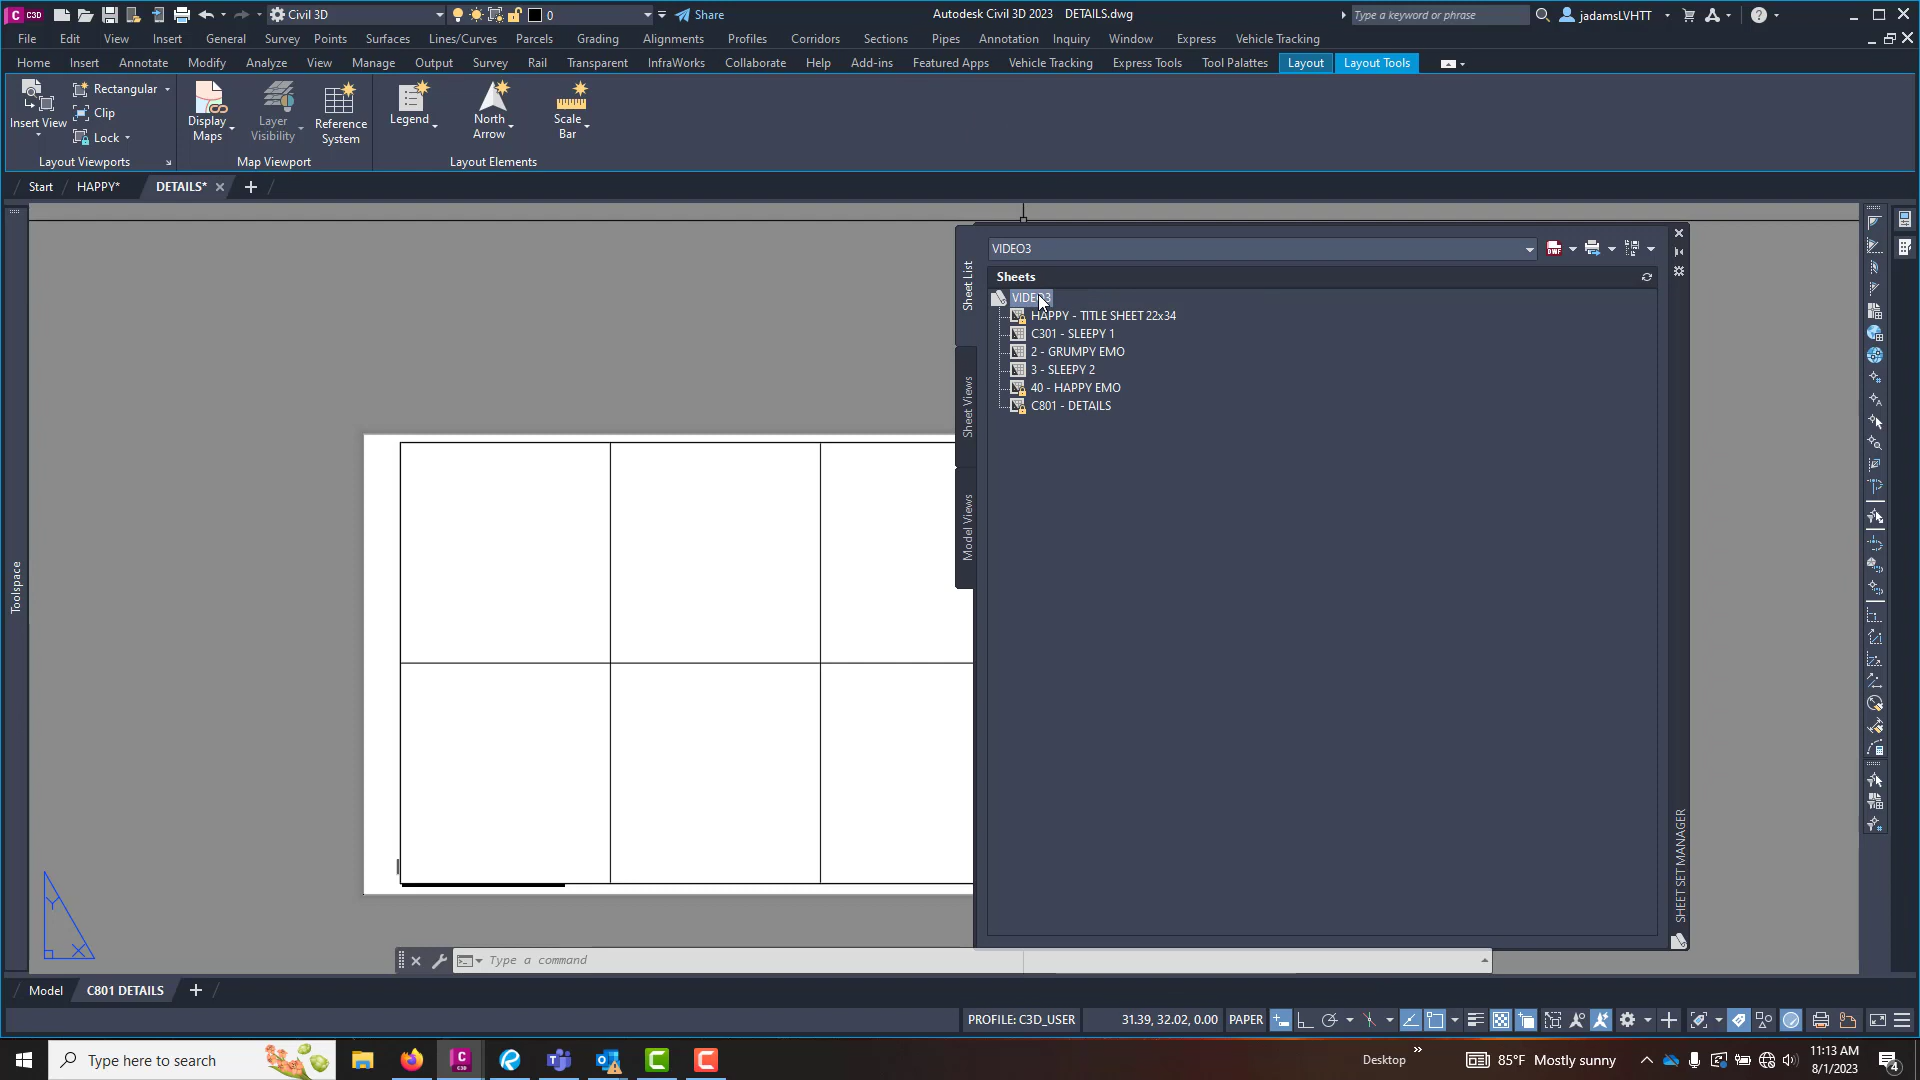 C3D
Civil 3D
0
Share
Autodesk Civil 3D 2023 DETAILS.dwg
Type a keyword or phrase
jadamsLVHTT
File Edit View Insert General Survey Points Surfaces Lines/Curves Parcels Grading Alignments Profiles Corridors Sections Pipes Annotation Inquiry Window Express Vehicle Tracking
Home Insert Annotate Modify Analyze View Manage Output Survey Rail Transparent InfraWorks Collaborate Help Add-ins Featured Apps Vehicle Tracking Express Tools Tool Palettes Layout Layout Tools
Insert View
Rectangular
Clip
Lock
Display Maps
Layer Visibility
Reference System
Legend
North Arrow
Scale Bar
Layout Viewports
Map Viewport
Layout Elements
Start HAPPY* DETAILS*
Toolspace
Sheet List
Sheet Views
Model Views
VIDEO3
DWF
Sheets
VIDEO3
HAPPY - TITLE SHEET 22x34
C301 - SLEEPY 1
2 - GRUMPY EMO
3 - SLEEPY 2
40 - HAPPY EMO
C801 - DETAILS
SHEET SET MANAGER
Y
X
Type a command
Model C801 DETAILS
PROFILE: C3D_USER 31.39, 32.02, 0.00 PAPER
Type here to search
C3D
Desktop
85°F Mostly sunny
11:13 AM
8/1/2023
4